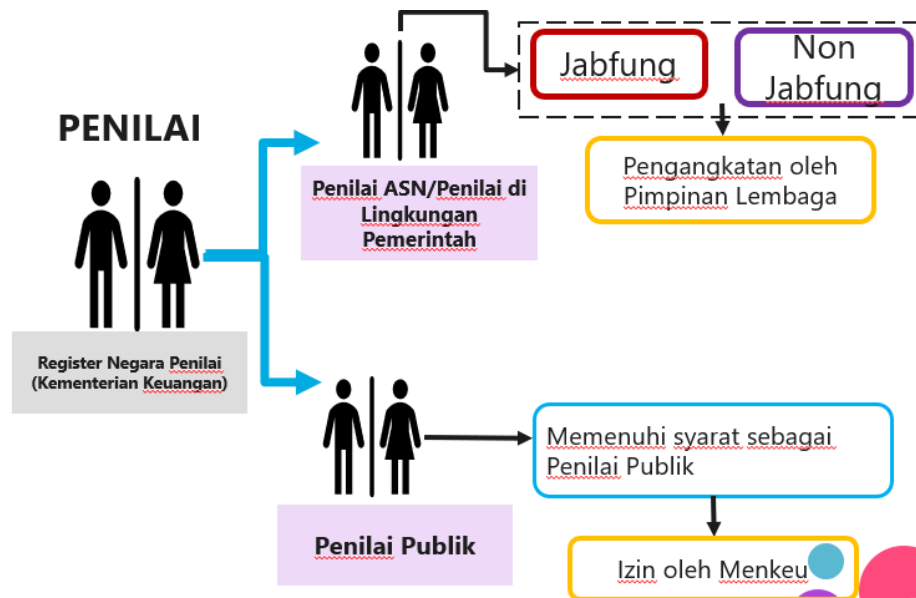 PENILAI
Register Negara Penilai
(Kementerian Keuangan)
Penilai ASN/Penilai di
Lingkungan
Pemerintah
Jabfung
Non
Jabfung
Pengangkatan oleh
Pimpinan Lembaga
Penilai Publik
Memenuhi syarat sebagai
Penilai Publik
Izin oleh Menkeu